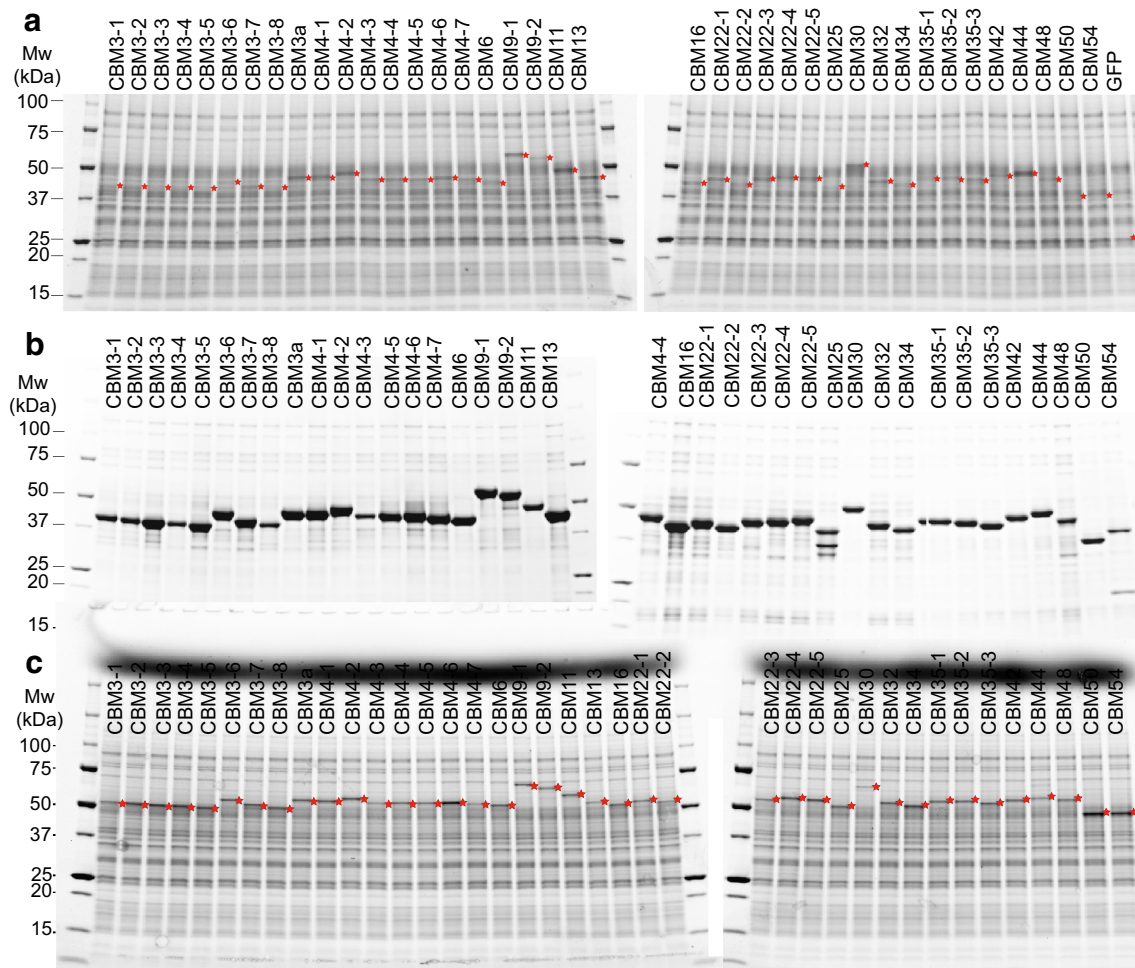 a
Mw
(kDa)
CBM3-1
CBM3-2
CBM3-3
CBM3-4
CBM3-5
CBM3-6
CBM3-7
CBM3-8
CBM3a
CBM4-1
CBM4-2
CBM4-3
CBM4-4
CBM4-5
CBM4-6
CBM4-7
CBM6
CBM9-1
CBM9-2
CBM11
CBM13
CBM16
CBM22-1
CBM22-2
CBM22-3
CBM22-4
CBM22-5
CBM25
CBM30
CBM32
CBM34
CBM35-1
CBM35-2
CBM35-3
CBM42
CBM44
CBM48
CBM50
CBM54
GFP
100
75
50
37
25
20
15
b
Mw
(kDa)
CBM3-1
CBM3-2
CBM3-3
CBM3-4
CBM3-5
CBM3-6
CBM3-7
CBM3-8
CBM3a
CBM4-1
CBM4-2
CBM4-3
CBM4-5
CBM4-6
CBM4-7
CBM6
CBM9-1
CBM9-2
CBM11
CBM13
CBM4-4
CBM16
CBM22-1
CBM22-2
CBM22-3
CBM22-4
CBM22-5
CBM25
CBM30
CBM32
CBM34
CBM35-1
CBM35-2
CBM35-3
CBM42
CBM44
CBM48
CBM50
CBM54
100
75
50
37
25
20
15
c
Mw
(kDa)
CBM3-1
CBM3-2
CBM3-3
CBM3-4
CBM3-5
CBM3-6
CBM3-7
CBM3-8
CBM3a
CBM4-1
CBM4-2
CBM4-3
CBM4-4
CBM4-5
CBM4-6
CBM4-7
CBM6
CBM9-1
CBM9-2
CBM11
CBM13
CBM16
CBM22-1
CBM22-2
CBM22-3
CBM22-4
CBM22-5
CBM25
CBM30
CBM32
CBM34
CBM35-1
CBM35-2
CBM35-3
CBM42
CBM44
CBM48
CBM50
CBM54
100
75
50
37
25
20
15